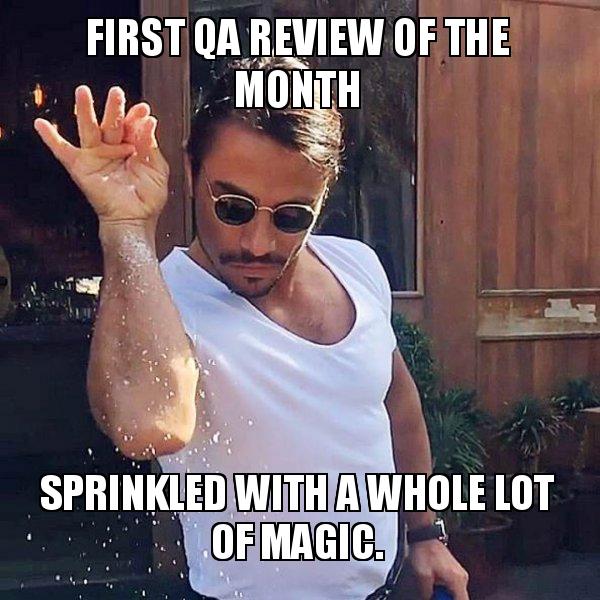 FIRST QA REVIEW OF THE
MONTH
SPRINKLED WITH A WHOLE LOT
OF MAGIC.